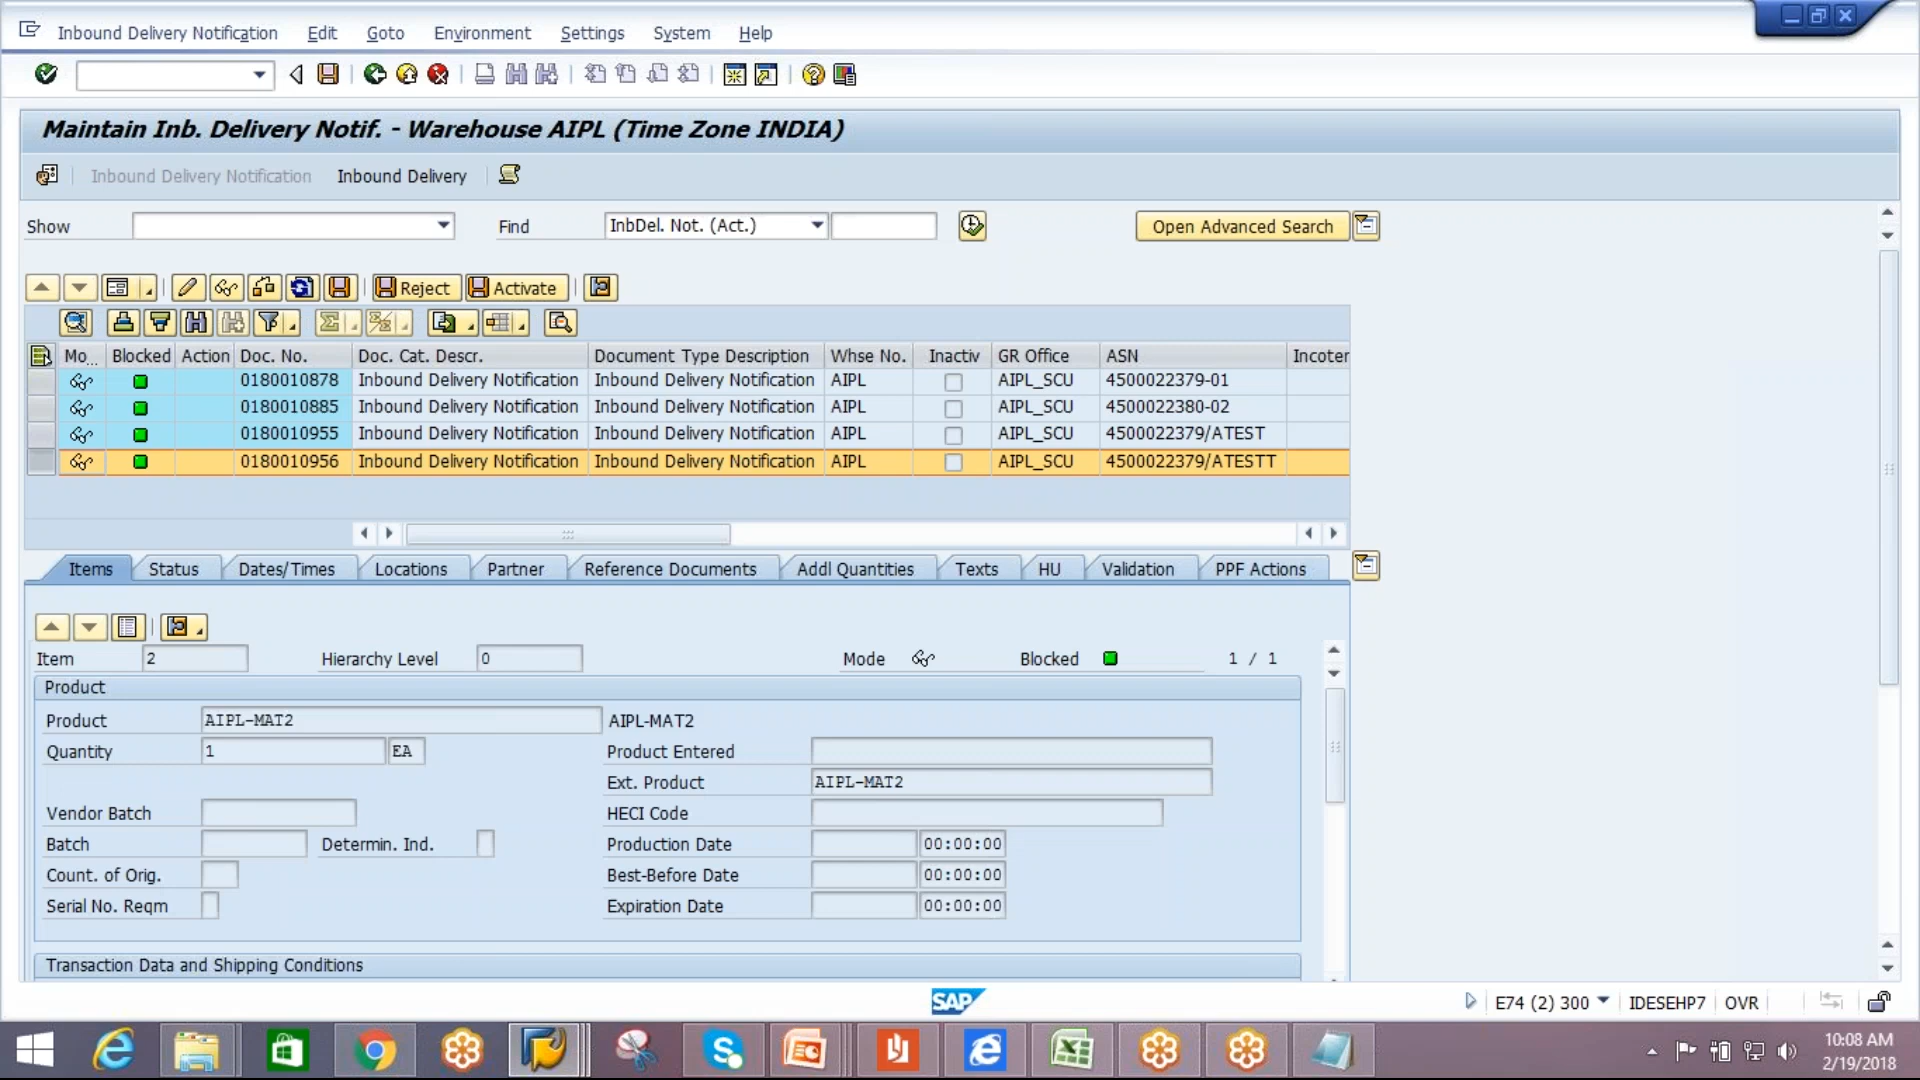 Inbound Delivery Notification Edit Goto Environment Settings System Help
Maintain Inb. Delivery Notif. - Warehouse AIPL (Time Zone INDIA)
Inbound Delivery Notification Inbound Delivery
Show Find InbDel. Not. (Act.) Open Advanced Search
Reject Activate
Mo... Blocked Action Doc. No. Doc. Cat. Descr. Document Type Description Whse No. Inactiv GR Office ASN Incoter
0180010878 Inbound Delivery Notification Inbound Delivery Notification AIPL AIPL_SCU 4500022379-01
0180010885 Inbound Delivery Notification Inbound Delivery Notification AIPL AIPL_SCU 4500022380-02
0180010955 Inbound Delivery Notification Inbound Delivery Notification AIPL AIPL_SCU 4500022379/ATEST
0180010956 Inbound Delivery Notification Inbound Delivery Notification AIPL AIPL_SCU 4500022379/ATESTT
Items Status Dates/Times Locations Partner Reference Documents Addl Quantities Texts HU Validation PPF Actions
Item 2 Hierarchy Level 0 Mode Blocked 1 / 1
Product
Product AIPL-MAT2 AIPL-MAT2
Quantity 1 EA Product Entered
Ext. Product AIPL-MAT2
Vendor Batch HECI Code
Batch Determin. Ind. Production Date 00:00:00
Count. of Orig. Best-Before Date 00:00:00
Serial No. Reqm Expiration Date 00:00:00
Transaction Data and Shipping Conditions
SAP E74 (2) 300 IDESEHP7 OVR
10:08 AM
2/19/2018